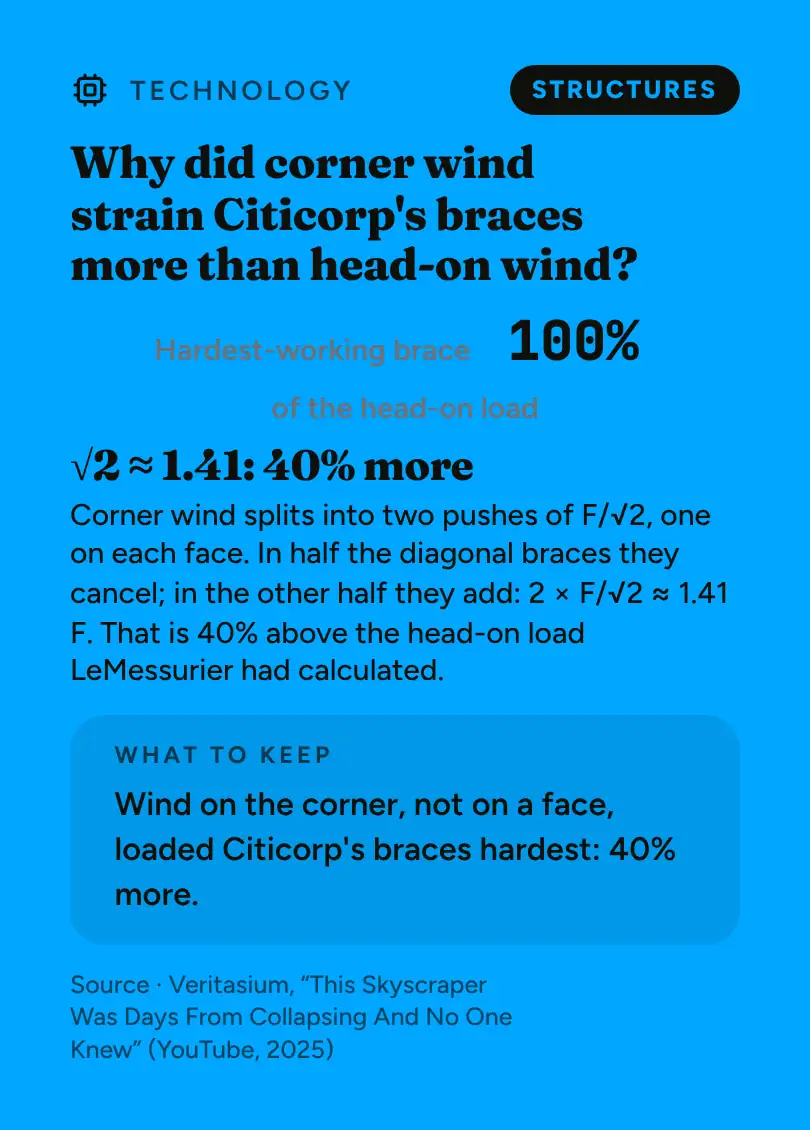 TECHNOLOGY
STRUCTURES
Why did corner wind
strain Citicorp's braces
more than head-on wind?
Hardest-working brace 100%
of the head-on load
√2 ≈ 1.41: 40% more
Corner wind splits into two pushes of F/√2, one
on each face. In half the diagonal braces they
cancel; in the other half they add: 2 × F/√2 ≈ 1.41
F. That is 40% above the head-on load
LeMessurier had calculated.
WHAT TO KEEP
Wind on the corner, not on a face,
loaded Citicorp's braces hardest: 40%
more.
Source · Veritasium, “This Skyscraper
Was Days From Collapsing And No One
Knew” (YouTube, 2025)